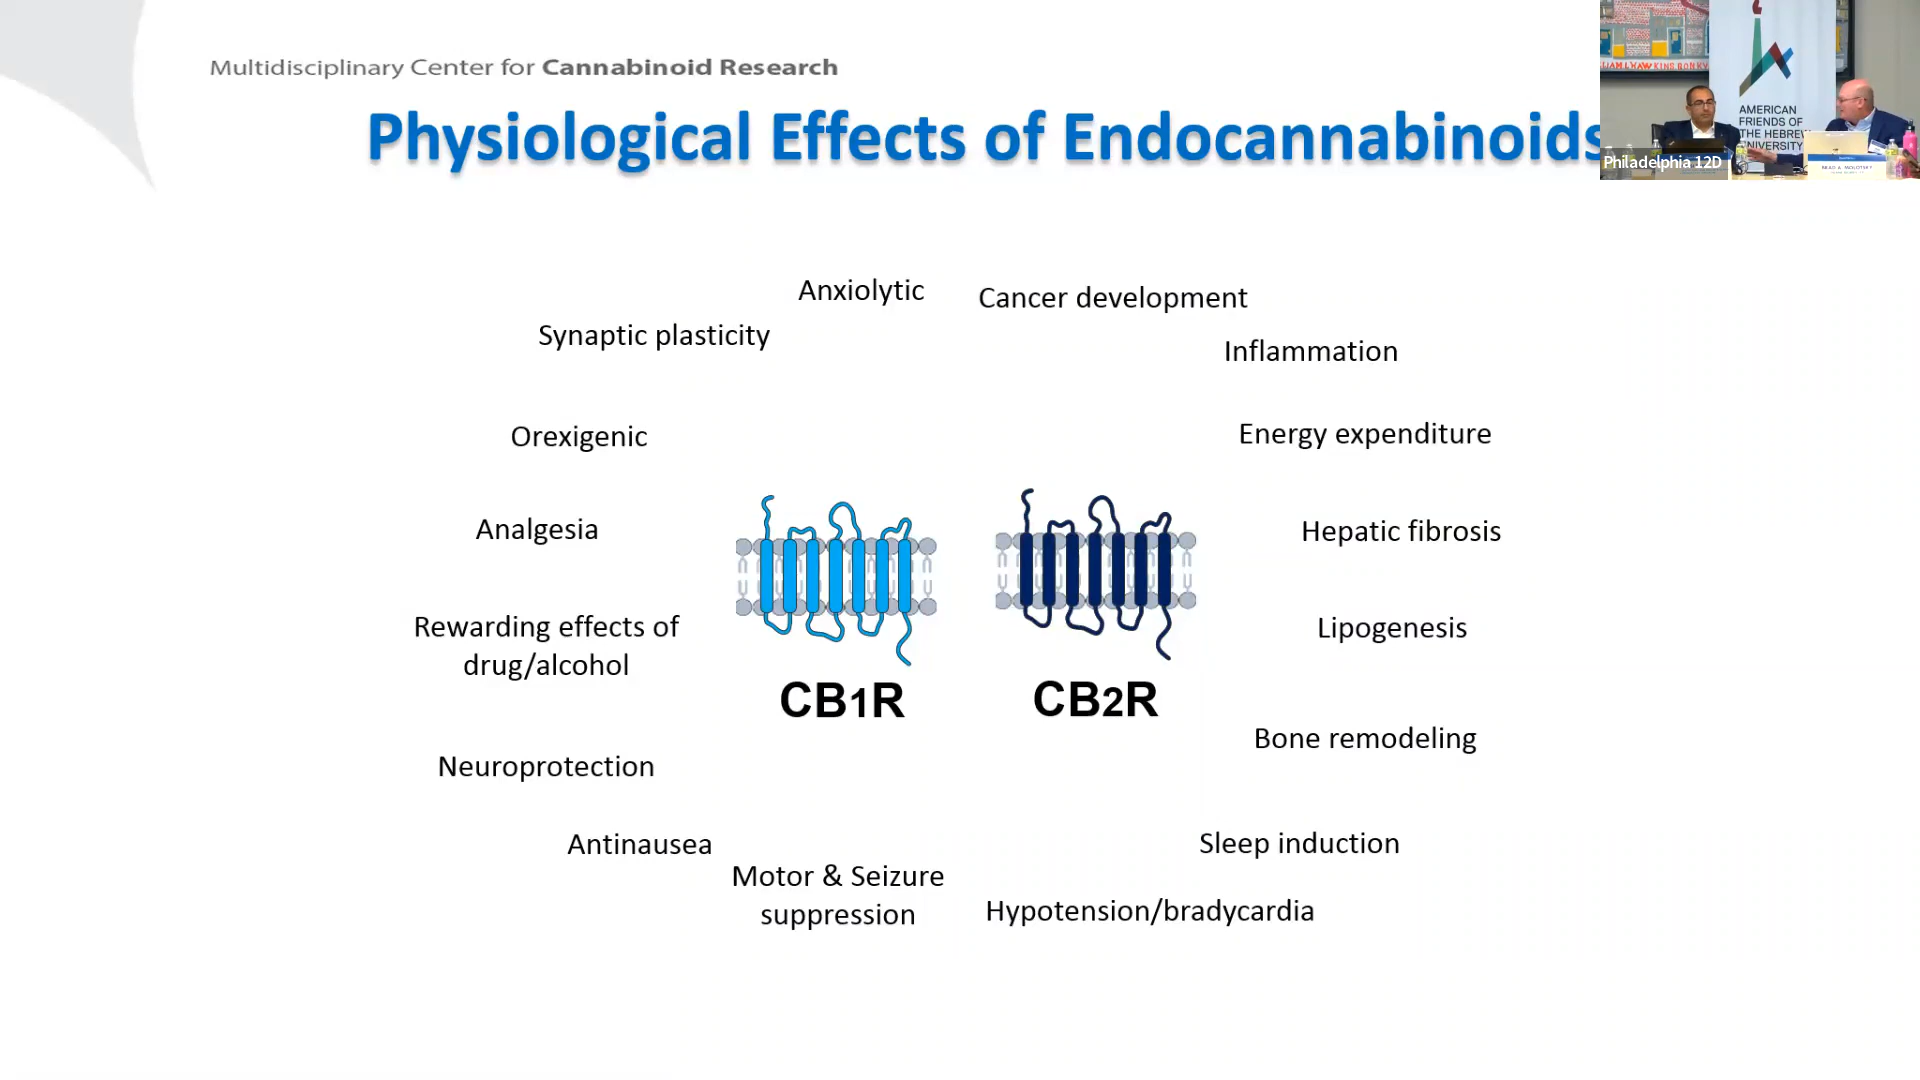 Multidisciplinary Center for Cannabinoid Research
Physiological Effects of Endocannabinoids
AMERICAN
FRIENDS OF
THE HEBREW
UNIVERSITY
Philadelphia 12D
Anxiolytic
Cancer development
Synaptic plasticity
Inflammation
Orexigenic
Energy expenditure
Analgesia
Hepatic fibrosis
Rewarding effects of
drug/alcohol
Lipogenesis
CB1R
CB2R
Neuroprotection
Bone remodeling
Antinausea
Sleep induction
Motor & Seizure
suppression
Hypotension/bradycardia